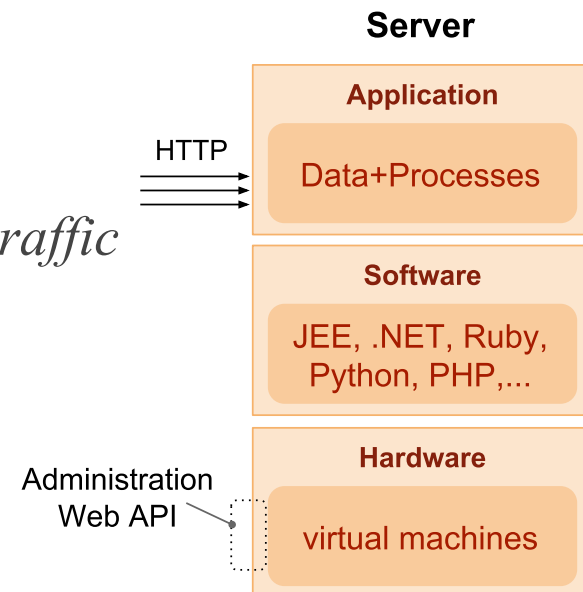 Server
Application
HTTP
Data+Processes
raffic
Software
JEE, .NET, Ruby,
Python, PHP,...
Hardware
Administration
Web API
virtual machines